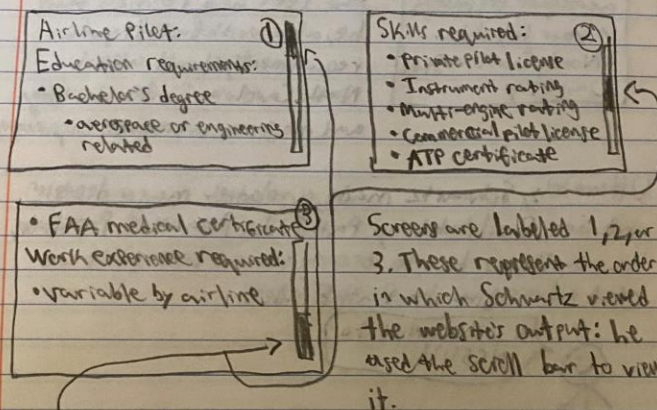 Airline Pilot:
①
Education requirements:
• Bachelor's degree
• aerospace or engineering
related
Skills required:
②
• Private pilot license
• Instrument rating
• Multi-engine rating
• Commercial pilot license
• ATP certificate
③
• FAA medical certificate
Work experience required:
• variable by airline
Screens are labeled 1, 2, or
3. These represent the order
in which Schwartz viewed
the website's output: he
used the scroll bar to view
it.